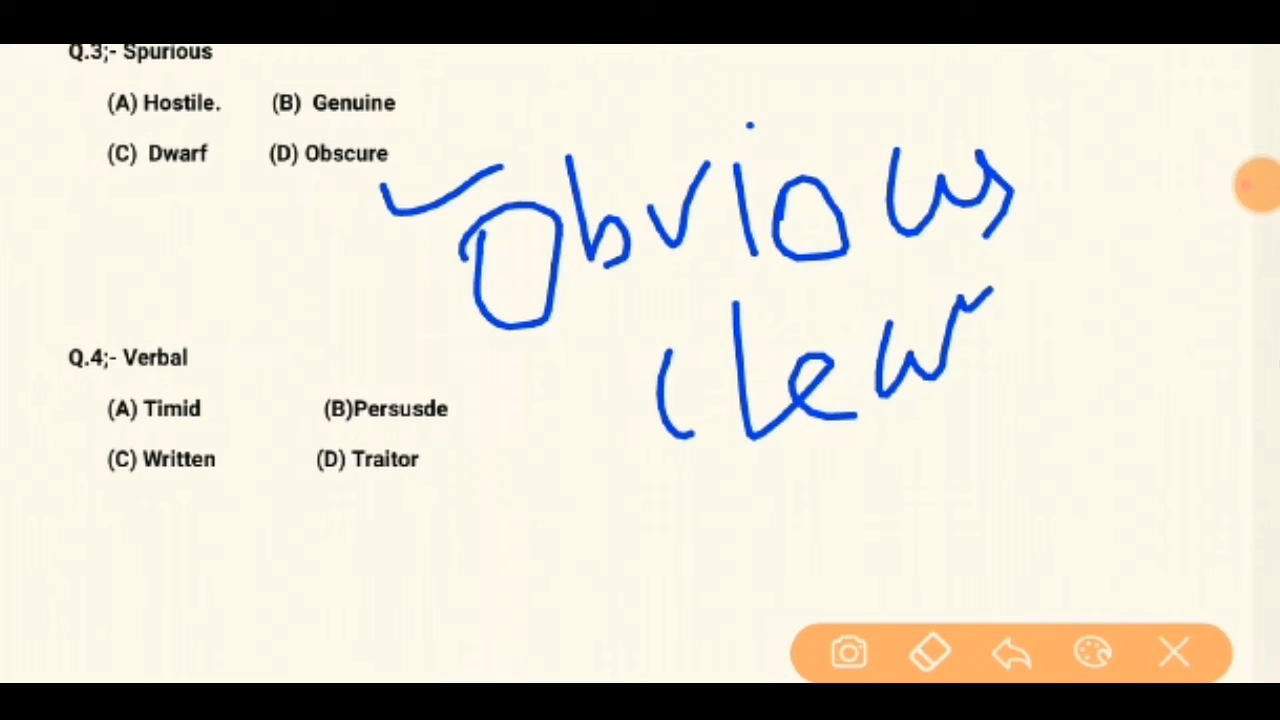 Q.3;- Spurious
(A) Hostile. (B) Genuine
(C) Dwarf (D) Obscure
Obvious
clear
Q.4;- Verbal
(A) Timid (B)Persusde
(C) Written (D) Traitor